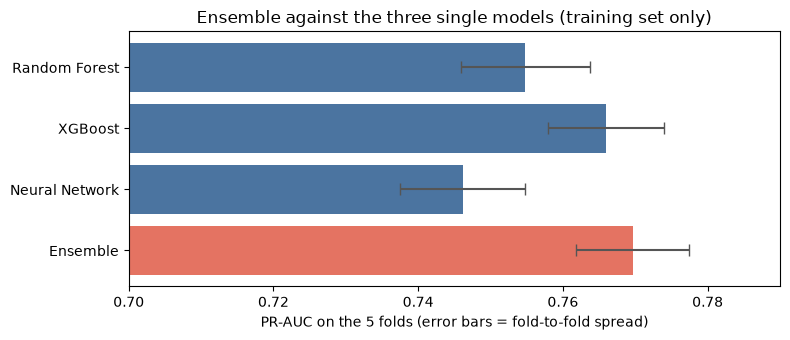 Ensemble against the three single models (training set only)
Random Forest
XGBoost
Neural Network
Ensemble
0.70 0.72 0.74 0.76 0.78
PR-AUC on the 5 folds (error bars = fold-to-fold spread)